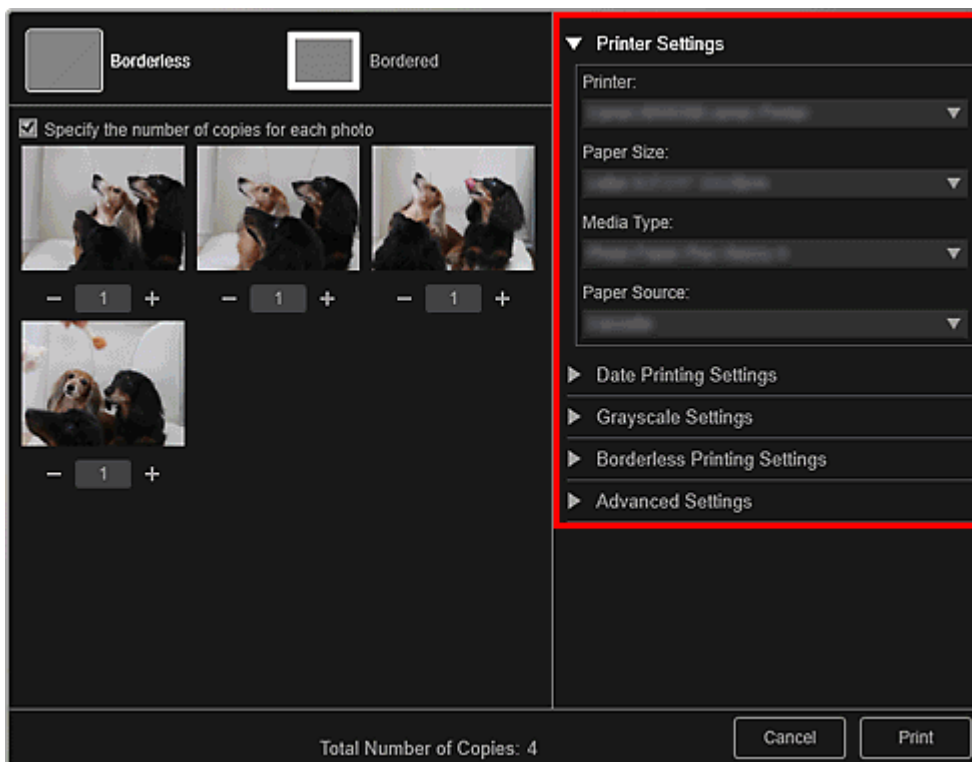 Borderless
Bordered
Specify the number of copies for each photo
1
1
1
1
Printer Settings
Printer:
Paper Size:
Media Type:
Paper Source:
Date Printing Settings
Grayscale Settings
Borderless Printing Settings
Advanced Settings
Total Number of Copies: 4
Cancel
Print